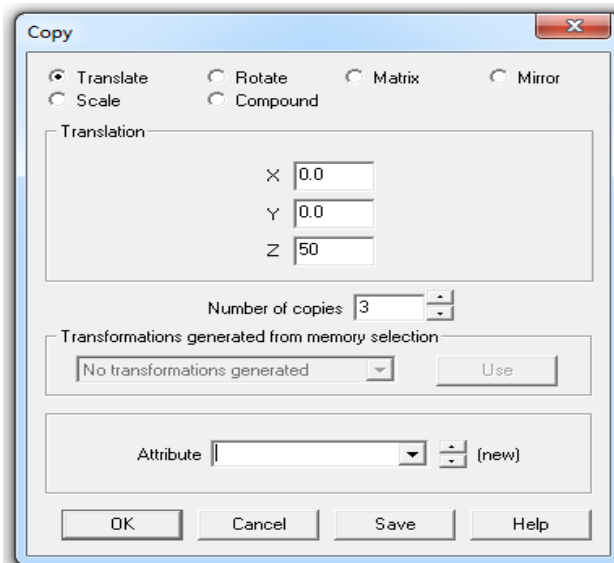 Copy
Translate Rotate Matrix Mirror
Scale Compound
Translation
X 0.0
Y 0.0
Z 50
Number of copies 3
Transformations generated from memory selection
No transformations generated Use
Attribute (new)
OK Cancel Save Help